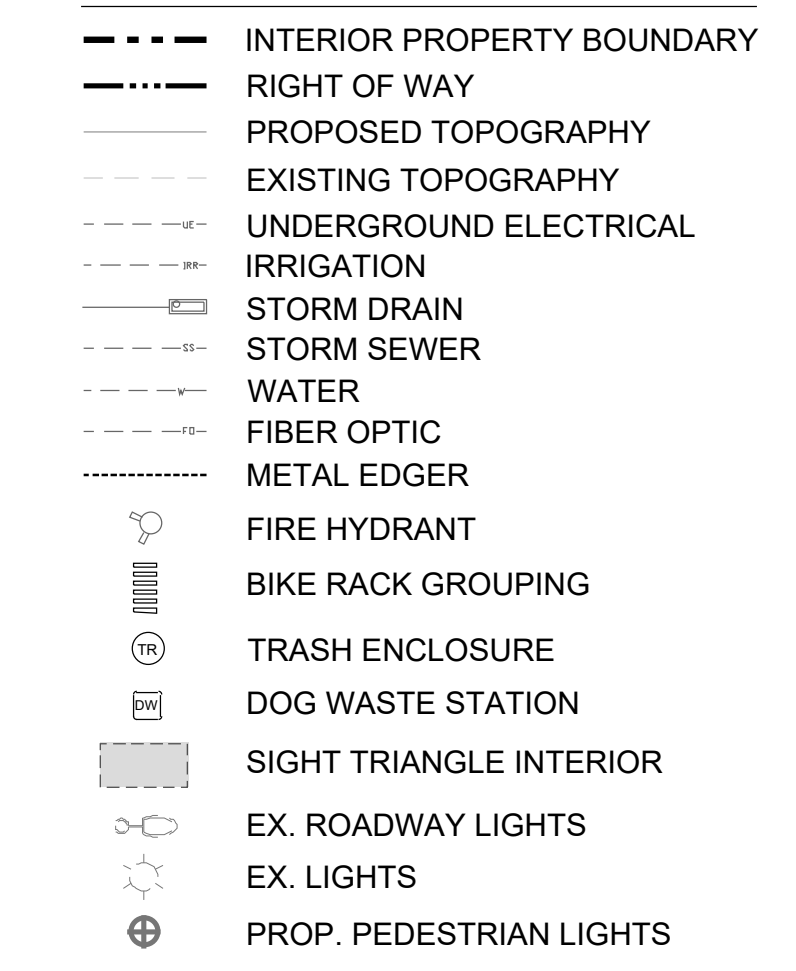 INTERIOR PROPERTY BOUNDARY
RIGHT OF WAY
PROPOSED TOPOGRAPHY
EXISTING TOPOGRAPHY
UE UNDERGROUND ELECTRICAL
IRR IRRIGATION
STORM DRAIN
SS STORM SEWER
W WATER
FO FIBER OPTIC
METAL EDGER
FIRE HYDRANT
BIKE RACK GROUPING
TR TRASH ENCLOSURE
DW DOG WASTE STATION
SIGHT TRIANGLE INTERIOR
EX. ROADWAY LIGHTS
EX. LIGHTS
PROP. PEDESTRIAN LIGHTS